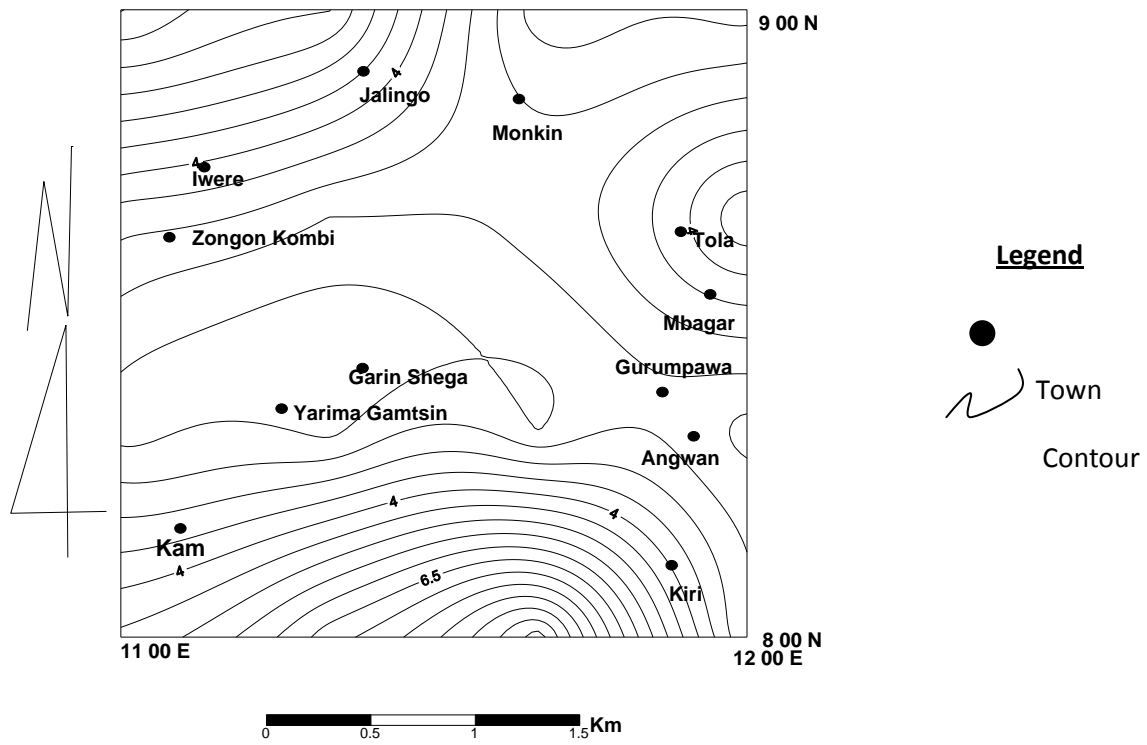 9 00 N
4
Jalingo
Monkin
4
Iwere
Zongon Kombi
4
Tola
Legend
Mbagar
Gurumpawa
Garin Shega
Town
Yarima Gamtsin
Angwan
Contour
4
4
Kam
4
6.5
Kiri
8 00 N
11 00 E
12 00 E
Km
0 0.5 1 1.5